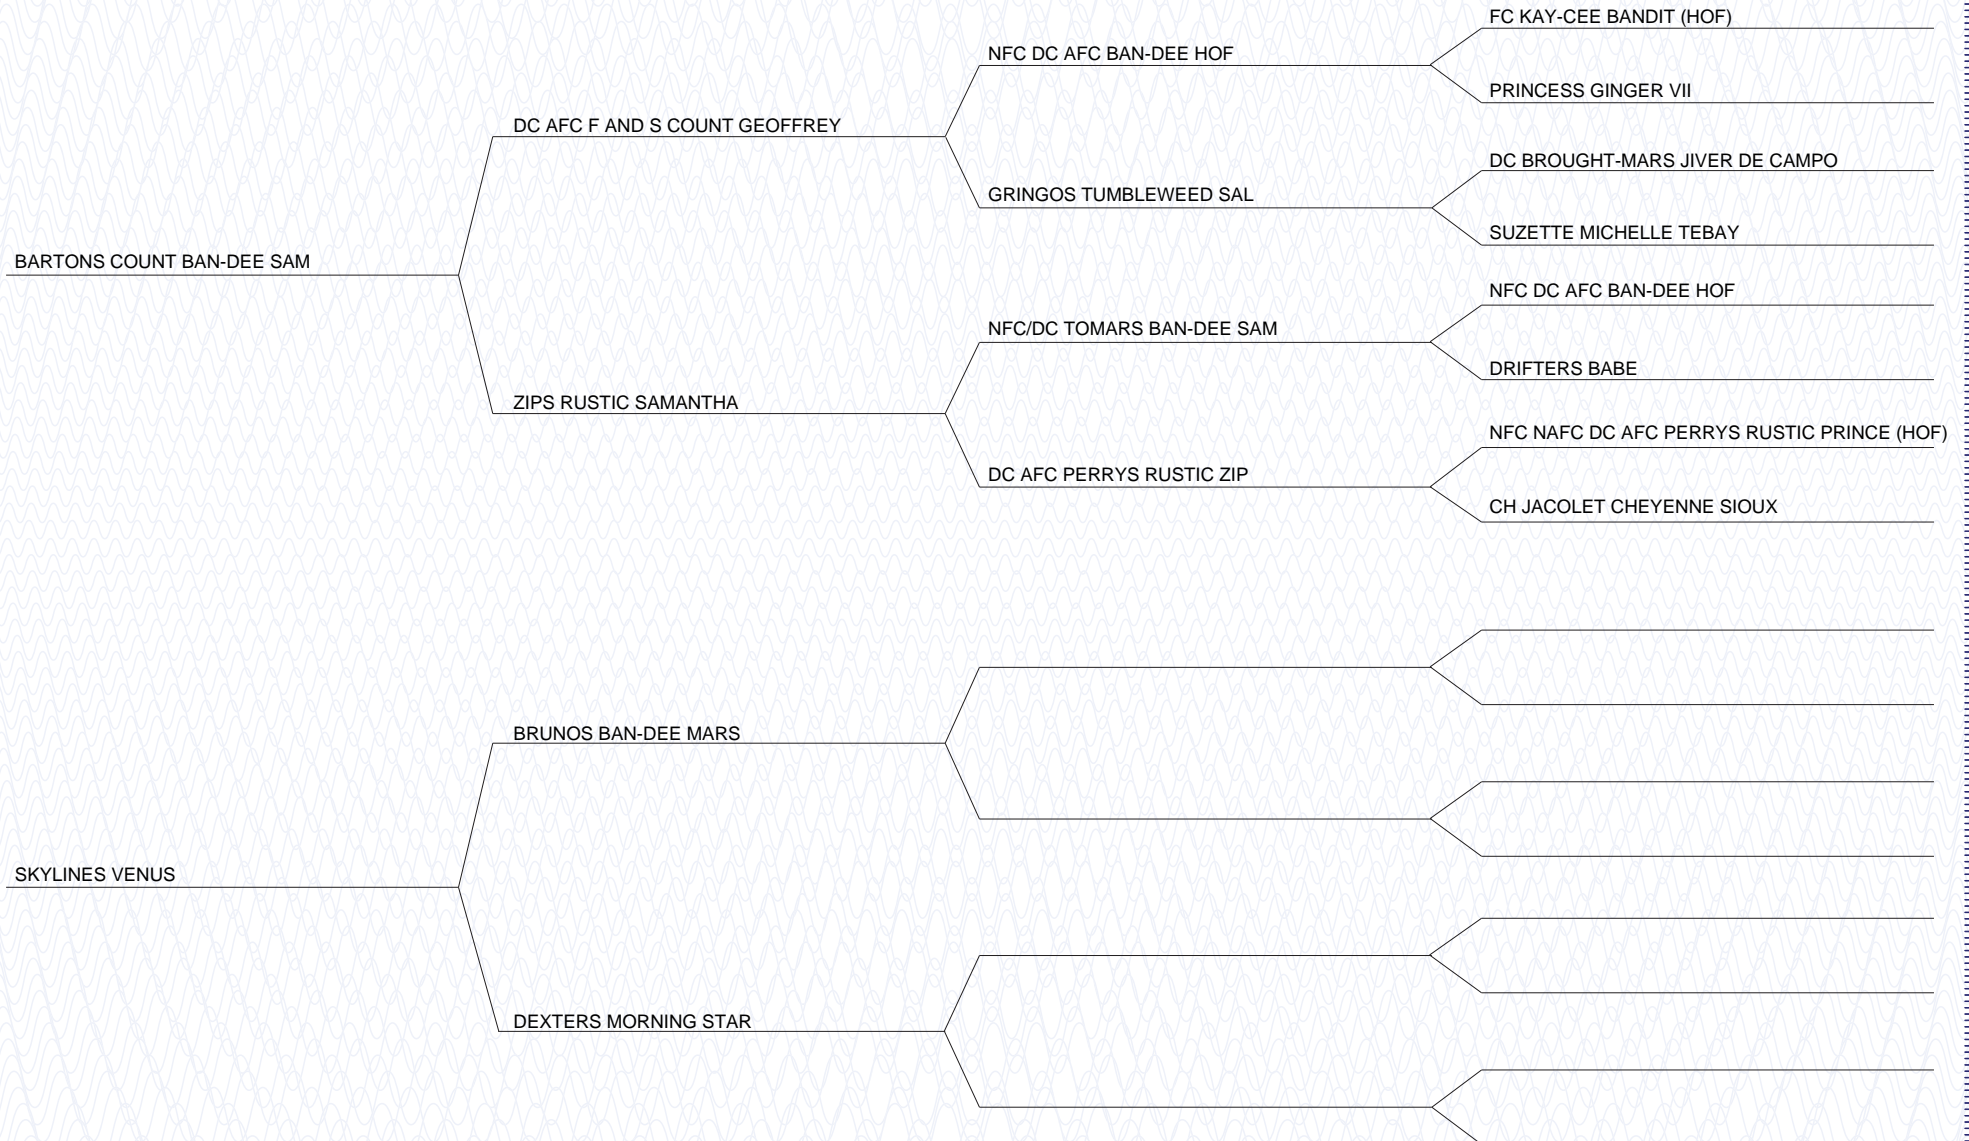 FC KAY-CEE BANDIT (HOF)
NFC DC AFC BAN-DEE HOF
PRINCESS GINGER VII
DC AFC F AND S COUNT GEOFFREY
DC BROUGHT-MARS JIVER DE CAMPO
GRINGOS TUMBLEWEED SAL
SUZETTE MICHELLE TEBAY
BARTONS COUNT BAN-DEE SAM
NFC DC AFC BAN-DEE HOF
NFC/DC TOMARS BAN-DEE SAM
DRIFTERS BABE
ZIPS RUSTIC SAMANTHA
NFC NAFC DC AFC PERRYS RUSTIC PRINCE (HOF)
DC AFC PERRYS RUSTIC ZIP
CH JACOLET CHEYENNE SIOUX
BRUNOS BAN-DEE MARS
SKYLINES VENUS
DEXTERS MORNING STAR